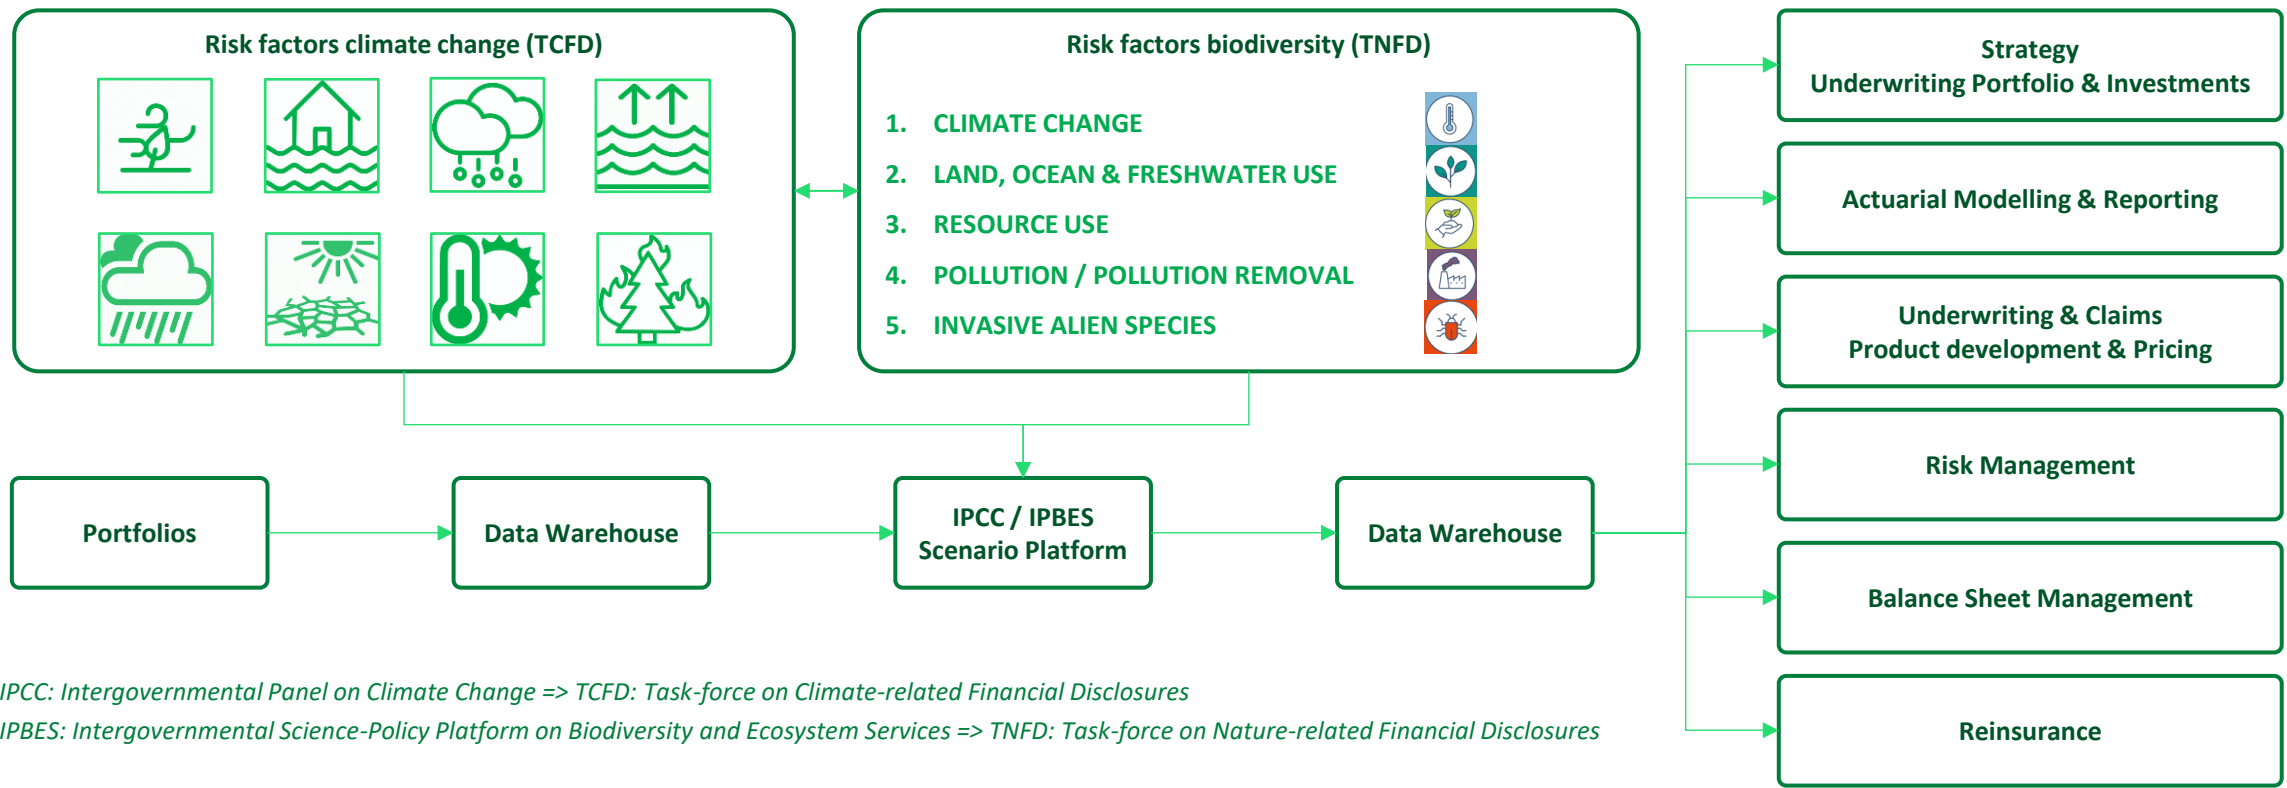 Risk factors climate change (TCFD)
Risk factors biodiversity (TNFD)
1. CLIMATE CHANGE
2. LAND, OCEAN & FRESHWATER USE
3. RESOURCE USE
4. POLLUTION / POLLUTION REMOVAL
5. INVASIVE ALIEN SPECIES
Portfolios
Data Warehouse
IPCC / IPBES
Scenario Platform
Data Warehouse
Strategy
Underwriting Portfolio & Investments
Actuarial Modelling & Reporting
Underwriting & Claims
Product development & Pricing
Risk Management
Balance Sheet Management
Reinsurance
IPCC: Intergovernmental Panel on Climate Change => TCFD: Task-force on Climate-related Financial Disclosures
IPBES: Intergovernmental Science-Policy Platform on Biodiversity and Ecosystem Services => TNFD: Task-force on Nature-related Financial Disclosures